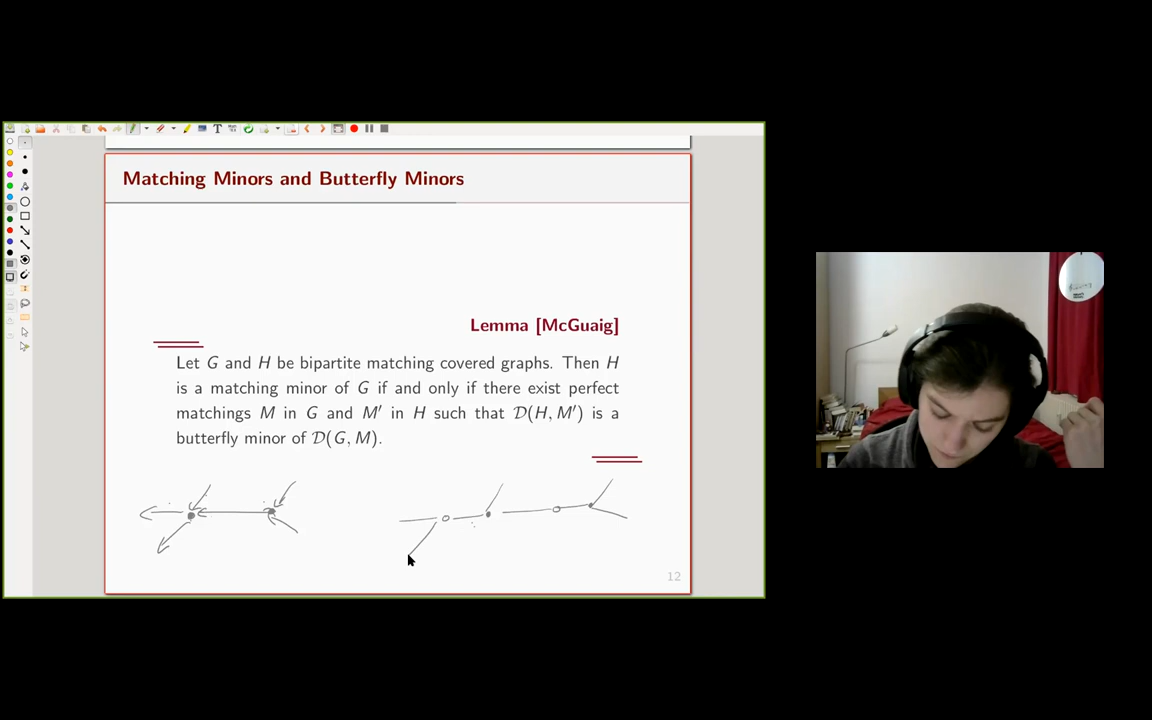 Matching Minors and Butterfly Minors
Lemma [McGuaig]
Let G and H be bipartite matching covered graphs. Then H
is a matching minor of G if and only if there exist perfect
matchings M in G and M′ in H such that 𝒟(H, M′) is a
butterfly minor of 𝒟(G, M).
12